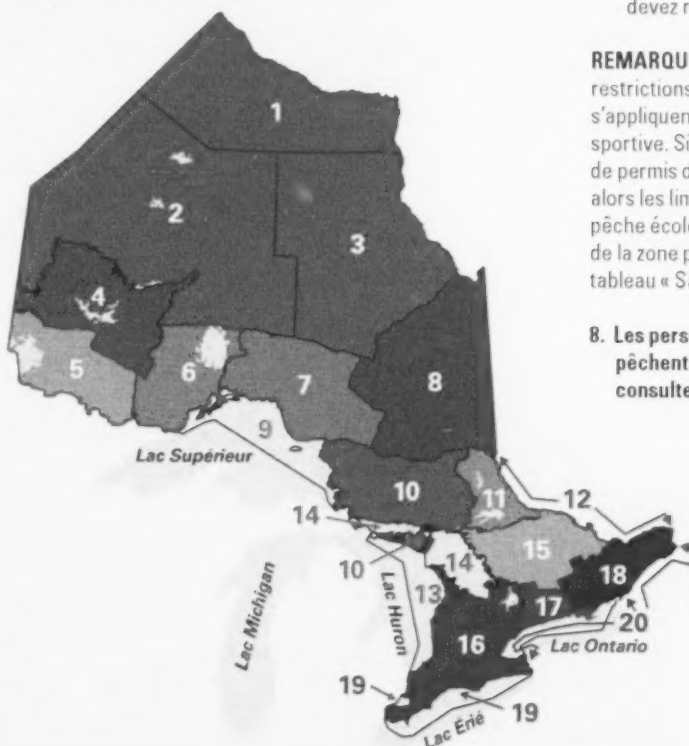 devez r
REMARQU
restrictions
s'appliquen
sportive. Si
de permis d
alors les lim
pêche écol
de la zone p
tableau « Sa
8. Les pers
pêchent
consulte
1
2
3
4
5
6
7
8
9
Lac Supérieur
10
11
12
14
10
14
15
13
18
17
Lac Michigan
Lac Huron
16
20
Lac Ontario
19
19
Lac Érié